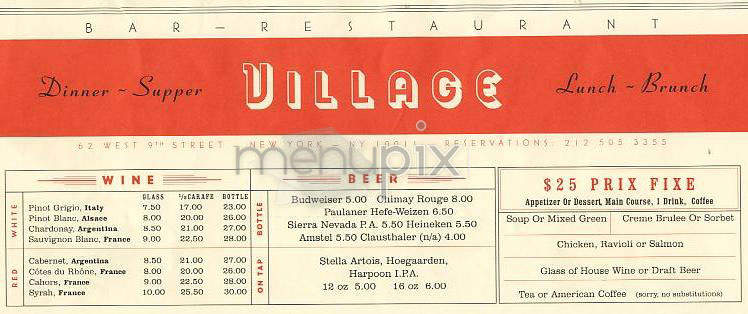 BAR – RESTAURANT
Dinner ~ Supper VILLAGE Lunch ~ Brunch
62 WEST 9TH STREET NEW YORK – NY 10011 RESERVATIONS: 212 505 3355
menupix
WINE
GLASS ½CARAFE BOTTLE
WHITE
Pinot Grigio, Italy 7.50 17.00 23.00
Pinot Blanc, Alsace 8.00 20.00 26.00
Chardonay, Argentina 8.50 21.00 27.00
Sauvignon Blanc, France 9.00 22.50 28.00
RED
Cabernet, Argentina 8.50 21.00 27.00
Côtes du Rhône, France 8.00 20.00 26.00
Cahors, France 9.00 22.50 28.00
Syrah, France 10.00 25.50 30.00
BEER
BOTTLE
Budweiser 5.00 Chimay Rouge 8.00
Paulaner Hefe-Weizen 6.50
Sierra Nevada P.A. 5.50 Heineken 5.50
Amstel 5.50 Clausthaler (n/a) 4.00
ON TAP
Stella Artois, Hoegaarden,
Harpoon I.P.A.
12 oz 5.00 16 oz 6.00
$25 PRIX FIXE
Appetizer Or Dessert, Main Course, 1 Drink, Coffee
Soup Or Mixed Green Creme Brulee Or Sorbet
Chicken, Ravioli or Salmon
Glass of House Wine or Draft Beer
Tea or American Coffee (sorry, no substitutions)